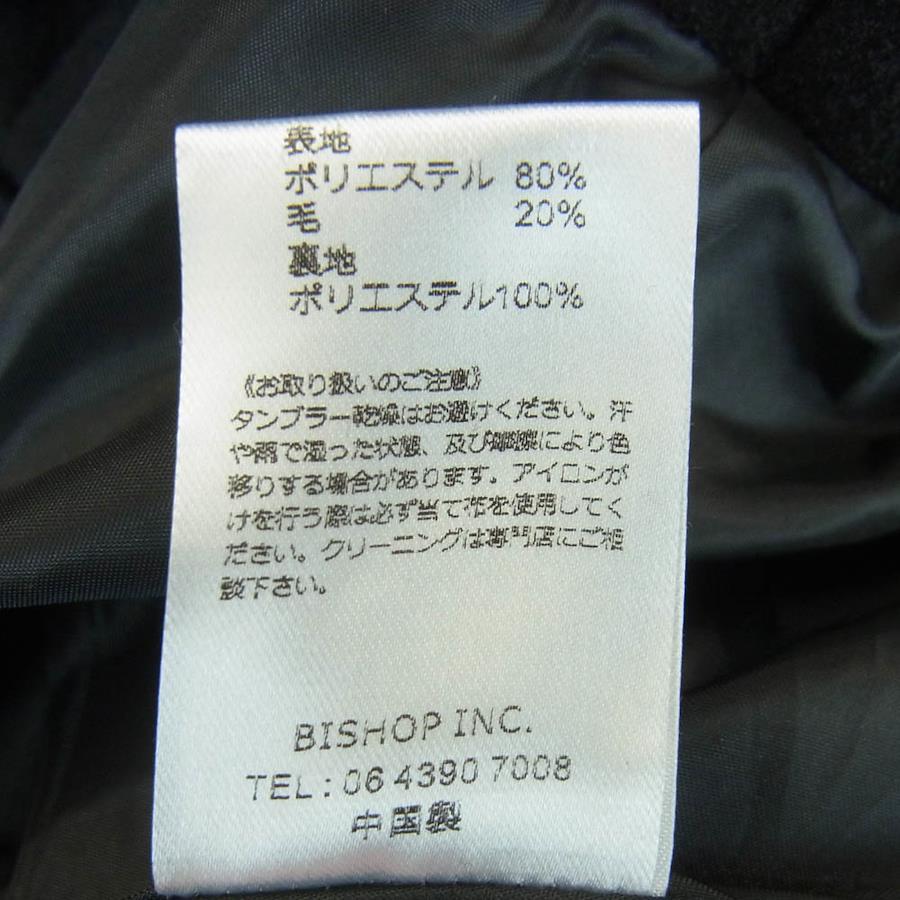 表地
ポリエステル 80%
毛 20%
裏地
ポリエステル100%
《お取り扱いのご注意》
タンブラー乾燥はお避けください。汗
や雨で湿った状態、及び摩擦により色
移りする場合があります。アイロンが
けを行う際は必ず当て布を使用してく
ださい。クリーニングは専門店にご相
談下さい。
BISHOP INC.
TEL : 06 4390 7008
中国製